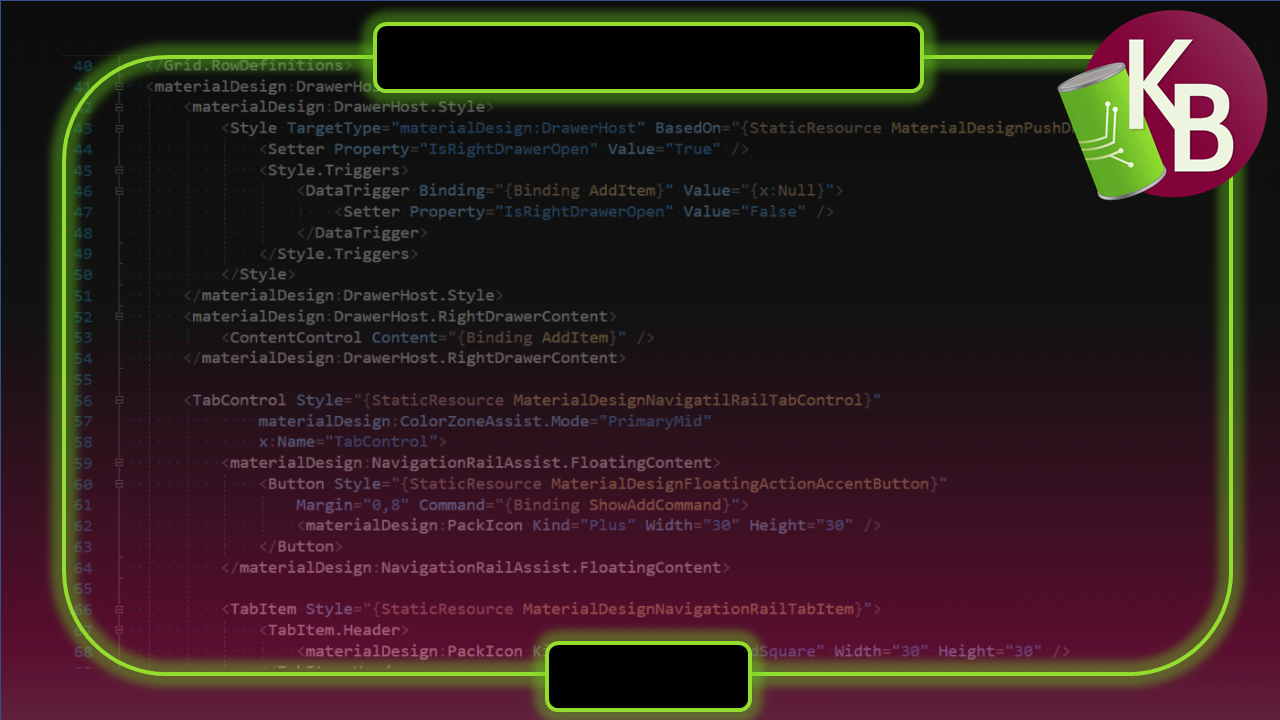 40 </Grid.RowDefinitions>
41 <materialDesign:DrawerHos
42 <materialDesign:DrawerHost.Style>
43 <Style TargetType="materialDesign:DrawerHost" BasedOn="{StaticResource MaterialDesignPushD
44 <Setter Property="IsRightDrawerOpen" Value="True" />
45 <Style.Triggers>
46 <DataTrigger Binding="{Binding AddItem}" Value="{x:Null}">
47 <Setter Property="IsRightDrawerOpen" Value="False" />
48 </DataTrigger>
49 </Style.Triggers>
50 </Style>
51 </materialDesign:DrawerHost.Style>
52 <materialDesign:DrawerHost.RightDrawerContent>
53 <ContentControl Content="{Binding AddItem}" />
54 </materialDesign:DrawerHost.RightDrawerContent>
55
56 <TabControl Style="{StaticResource MaterialDesignNavigatilRailTabControl}"
57 materialDesign:ColorZoneAssist.Mode="PrimaryMid"
58 x:Name="TabControl">
59 <materialDesign:NavigationRailAssist.FloatingContent>
60 <Button Style="{StaticResource MaterialDesignFloatingActionAccentButton}"
61 Margin="0,8" Command="{Binding ShowAddCommand}">
62 <materialDesign:PackIcon Kind="Plus" Width="30" Height="30" />
63 </Button>
64 </materialDesign:NavigationRailAssist.FloatingContent>
65
66 <TabItem Style="{StaticResource MaterialDesignNavigationRailTabItem}">
67 <TabItem.Header>
68 <materialDesign:PackIcon K dSquare" Width="30" Height="30" />
</TabItem.Header>
KB